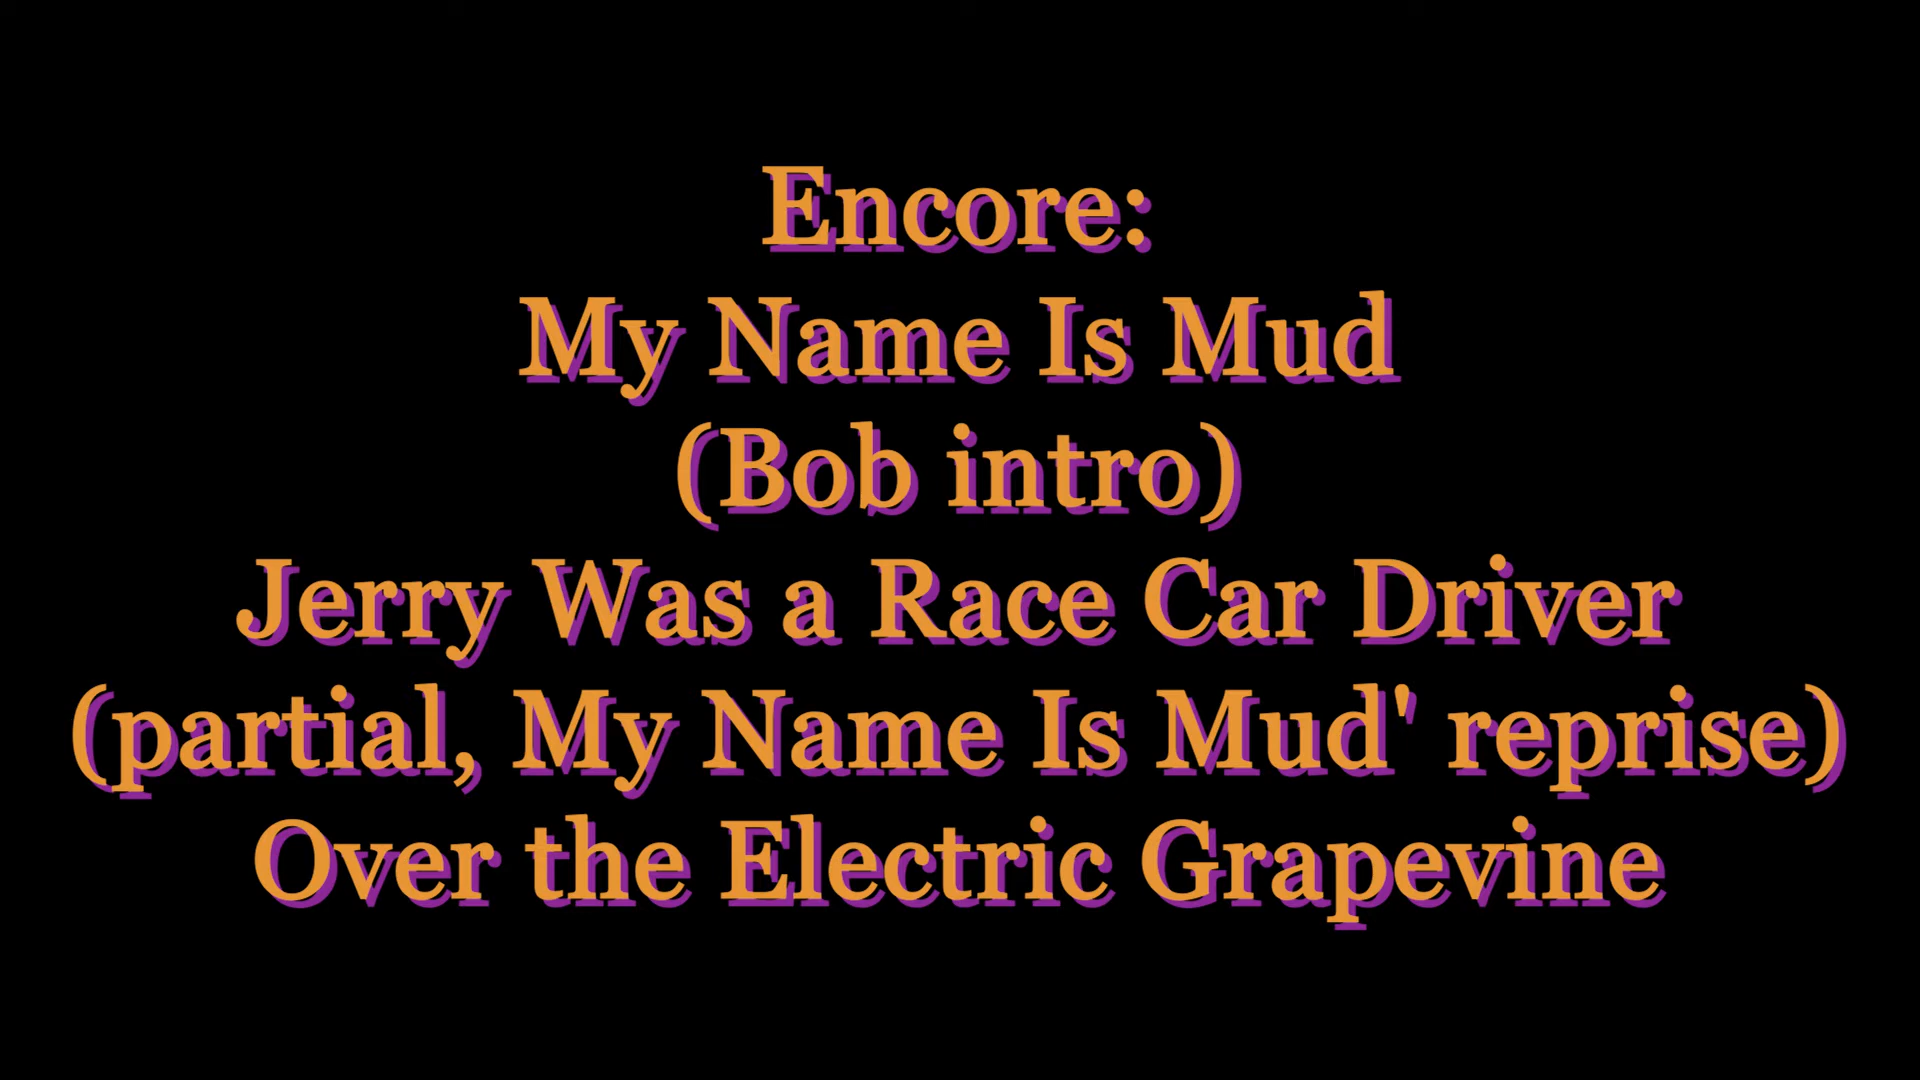 Encore:
My Name Is Mud
(Bob intro)
Jerry Was a Race Car Driver
(partial, My Name Is Mud' reprise)
Over the Electric Grapevine